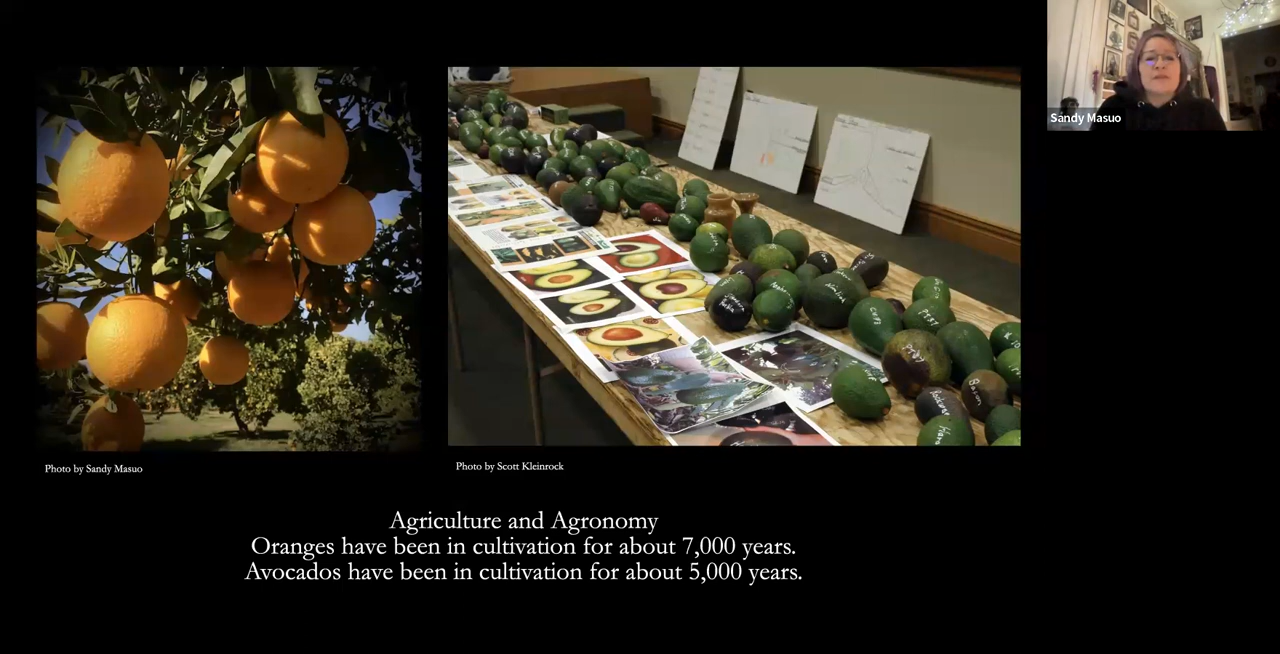 Sandy Masuo
Photo by Sandy Masuo
Photo by Scott Kleinrock
Agriculture and Agronomy
Oranges have been in cultivation for about 7,000 years.
Avocados have been in cultivation for about 5,000 years.